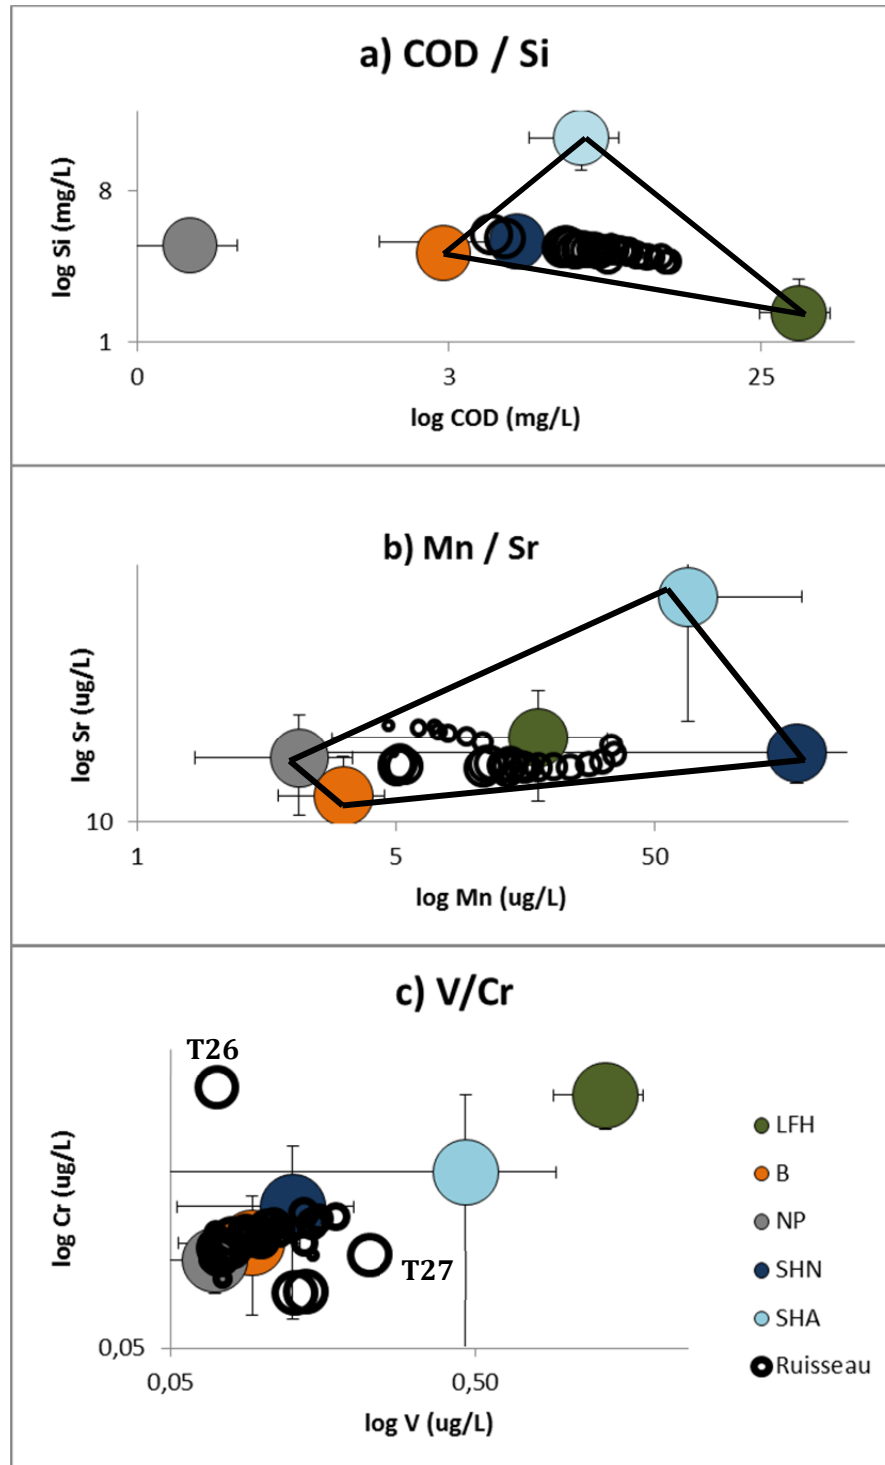 a) COD / Si
log Si (mg/L)
8
1
0
3
25
log COD (mg/L)
b) Mn / Sr
log Sr (ug/L)
10
1
5
50
log Mn (ug/L)
c) V/Cr
T26
log Cr (ug/L)
T27
0,05
0,05
0,50
log V (ug/L)
LFH
B
NP
SHN
SHA
Ruisseau